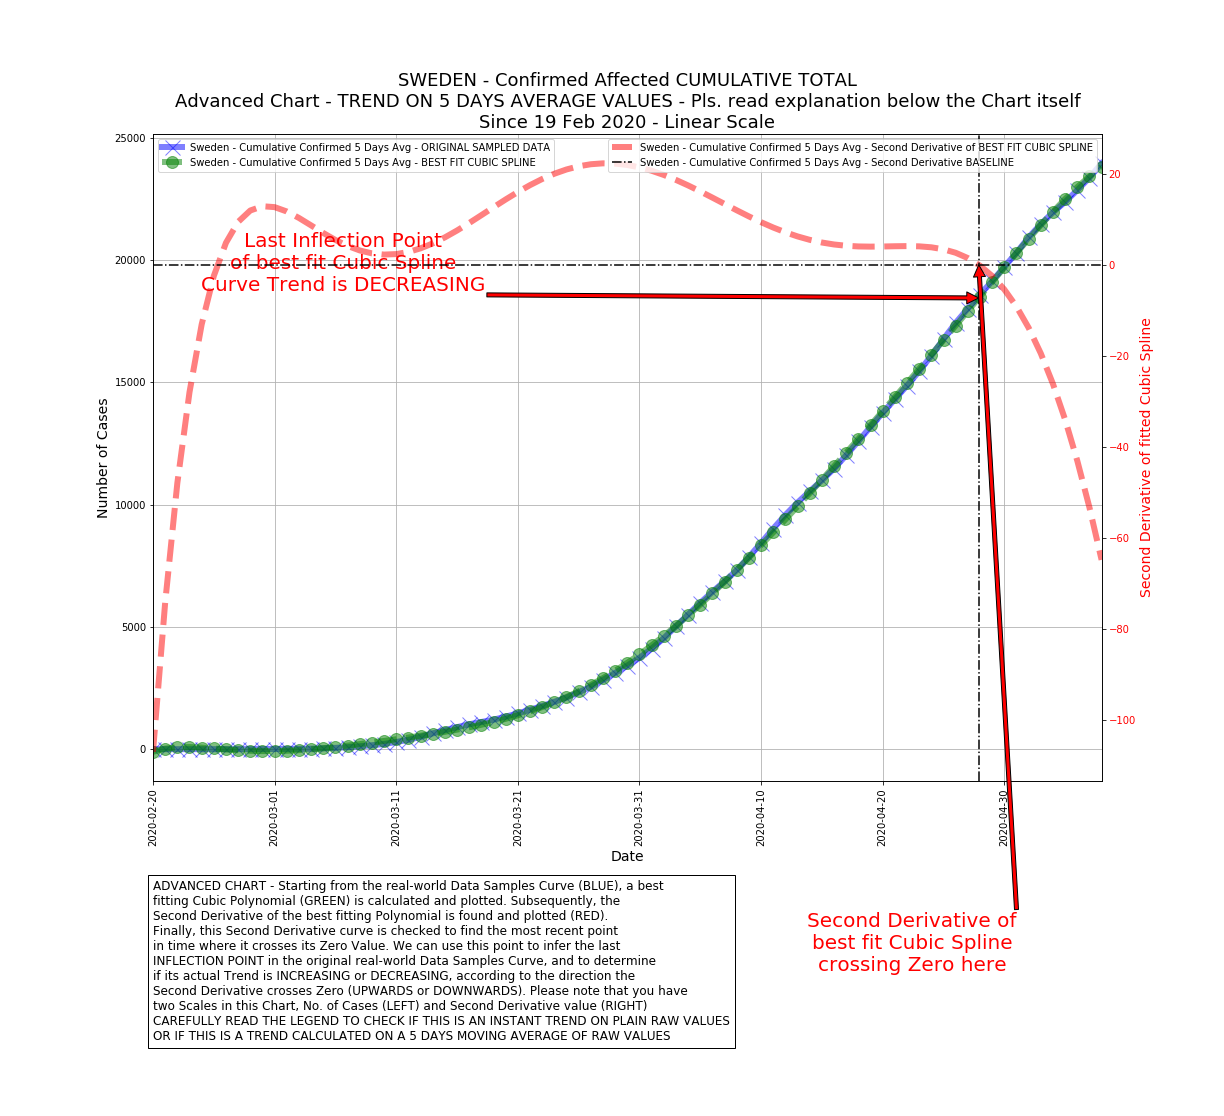 SWEDEN - Confirmed Affected CUMULATIVE TOTAL
Advanced Chart - TREND ON 5 DAYS AVERAGE VALUES - Pls. read explanation below the Chart itself
Since 19 Feb 2020 - Linear Scale
Sweden - Cumulative Confirmed 5 Days Avg - ORIGINAL SAMPLED DATA
Sweden - Cumulative Confirmed 5 Days Avg - BEST FIT CUBIC SPLINE
Sweden - Cumulative Confirmed 5 Days Avg - Second Derivative of BEST FIT CUBIC SPLINE
Sweden - Cumulative Confirmed 5 Days Avg - Second Derivative BASELINE
Last Inflection Point
of best fit Cubic Spline
Curve Trend is DECREASING
Number of Cases
25000
20000
15000
10000
5000
0
Second Derivative of fitted Cubic Spline
20
0
−20
−40
−60
−80
−100
2020-02-20
2020-03-01
2020-03-11
2020-03-21
2020-03-31
2020-04-10
2020-04-20
2020-04-30
Date
Second Derivative of
best fit Cubic Spline
crossing Zero here
ADVANCED CHART - Starting from the real-world Data Samples Curve (BLUE), a best
fitting Cubic Polynomial (GREEN) is calculated and plotted. Subsequently, the
Second Derivative of the best fitting Polynomial is found and plotted (RED).
Finally, this Second Derivative curve is checked to find the most recent point
in time where it crosses its Zero Value. We can use this point to infer the last
INFLECTION POINT in the original real-world Data Samples Curve, and to determine
if its actual Trend is INCREASING or DECREASING, according to the direction the
Second Derivative crosses Zero (UPWARDS or DOWNWARDS). Please note that you have
two Scales in this Chart, No. of Cases (LEFT) and Second Derivative value (RIGHT)
CAREFULLY READ THE LEGEND TO CHECK IF THIS IS AN INSTANT TREND ON PLAIN RAW VALUES
OR IF THIS IS A TREND CALCULATED ON A 5 DAYS MOVING AVERAGE OF RAW VALUES